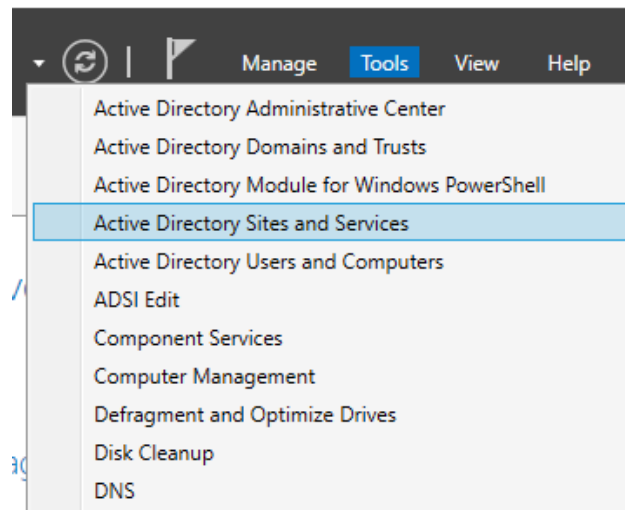 Manage Tools View Help
Active Directory Administrative Center
Active Directory Domains and Trusts
Active Directory Module for Windows PowerShell
Active Directory Sites and Services
Active Directory Users and Computers
ADSI Edit
Component Services
Computer Management
Defragment and Optimize Drives
Disk Cleanup
DNS